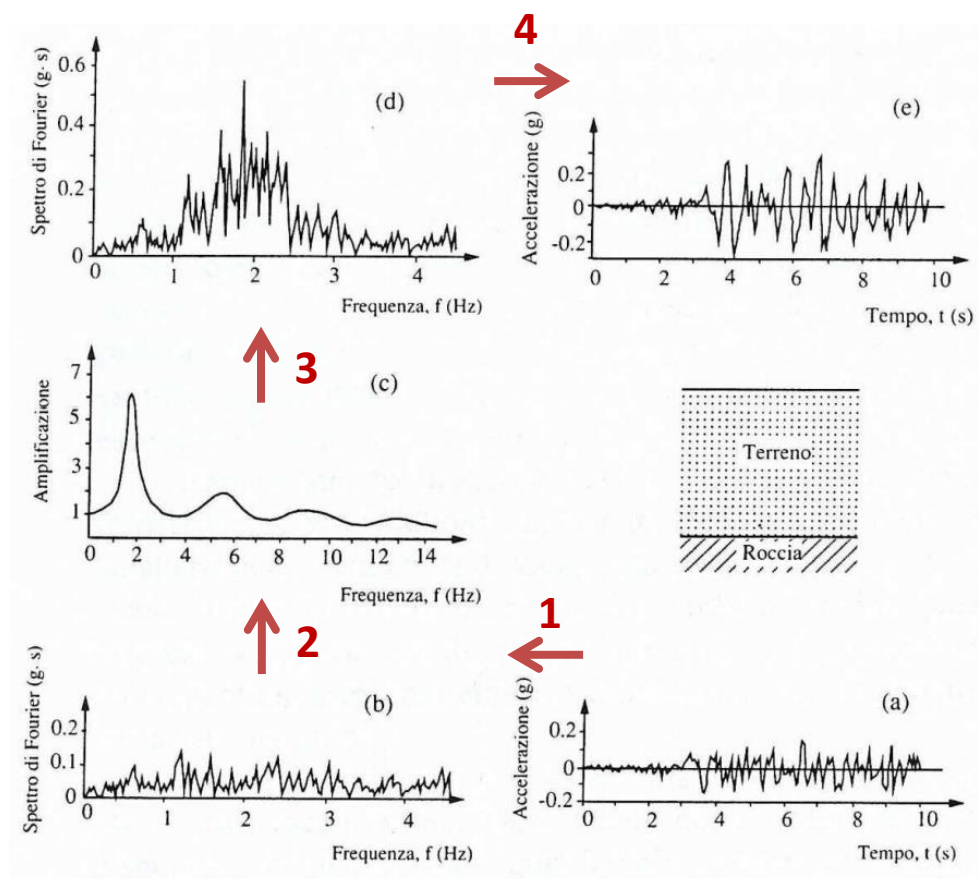 4
Spettro di Fourier (g· s)
0.6
0.4
0.2
0
(d)
0 1 2 3 4
Frequenza, f (Hz)
Accelerazione (g)
(e)
0.2
0
-0.2
0 2 4 6 8 10
Tempo, t (s)
3
Amplificazione
7
5
3
1
(c)
0 2 4 6 8 10 12 14
Frequenza, f (Hz)
Terreno
Roccia
2
1
Spettro di Fourier (g· s)
0.2
0.1
0
(b)
0 1 2 3 4
Frequenza, f (Hz)
Accelerazione (g)
(a)
0.2
0
-0.2
0 2 4 6 8 10
Tempo, t (s)